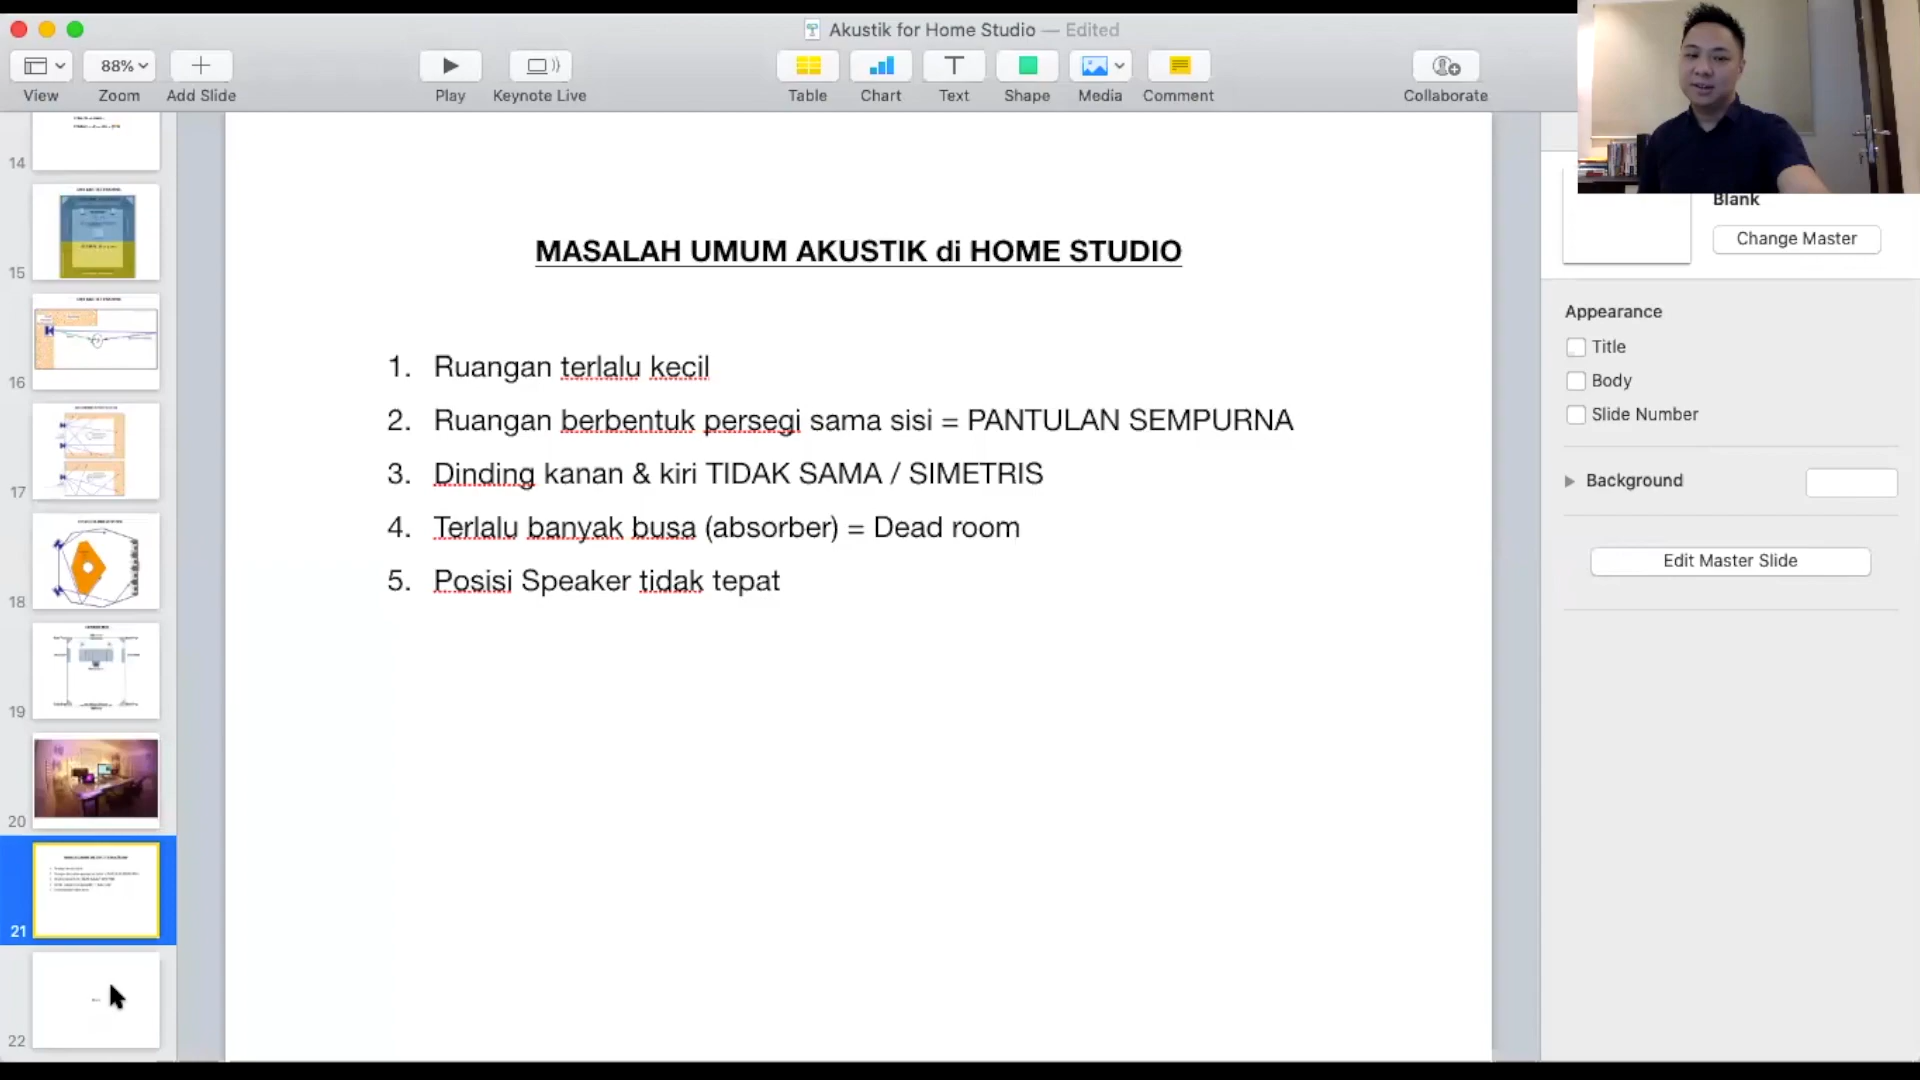 Akustik for Home Studio — Edited
88%
View
Zoom
Add Slide
Play
Keynote Live
Table
Chart
Text
Shape
Media
Comment
Collaborate
14
15
16
17
18
19
20
21
22
MASALAH UMUM AKUSTIK di HOME STUDIO
1. Ruangan terlalu kecil
2. Ruangan berbentuk persegi sama sisi = PANTULAN SEMPURNA
3. Dinding kanan & kiri TIDAK SAMA / SIMETRIS
4. Terlalu banyak busa (absorber) = Dead room
5. Posisi Speaker tidak tepat
Blank
Change Master
Appearance
Title
Body
Slide Number
Background
Edit Master Slide